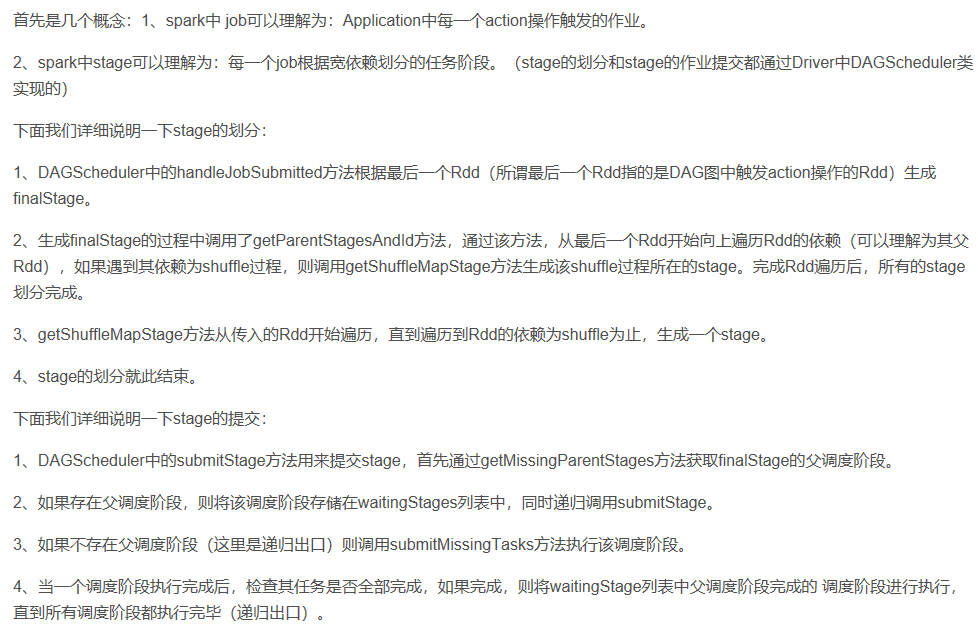 首先是几个概念：1、spark中 job可以理解为：Application中每一个action操作触发的作业。
2、spark中stage可以理解为：每一个job根据宽依赖划分的任务阶段。（stage的划分和stage的作业提交都通过Driver中DAGScheduler类
实现的）
下面我们详细说明一下stage的划分：
1、DAGScheduler中的handleJobSubmitted方法根据最后一个Rdd（所谓最后一个Rdd指的是DAG图中触发action操作的Rdd）生成
finalStage。
2、生成finalStage的过程中调用了getParentStagesAndId方法，通过该方法，从最后一个Rdd开始向上遍历Rdd的依赖（可以理解为其父
Rdd），如果遇到其依赖为shuffle过程，则调用getShuffleMapStage方法生成该shuffle过程所在的stage。完成Rdd遍历后，所有的stage
划分完成。
3、getShuffleMapStage方法从传入的Rdd开始遍历，直到遍历到Rdd的依赖为shuffle为止，生成一个stage。
4、stage的划分就此结束。
下面我们详细说明一下stage的提交：
1、DAGScheduler中的submitStage方法用来提交stage，首先通过getMissingParentStages方法获取finalStage的父调度阶段。
2、如果存在父调度阶段，则将该调度阶段存储在waitingStages列表中，同时递归调用submitStage。
3、如果不存在父调度阶段（这里是递归出口）则调用submitMissingTasks方法执行该调度阶段。
4、当一个调度阶段执行完成后，检查其任务是否全部完成，如果完成，则将waitingStage列表中父调度阶段完成的 调度阶段进行执行，
直到所有调度阶段都执行完毕（递归出口）。